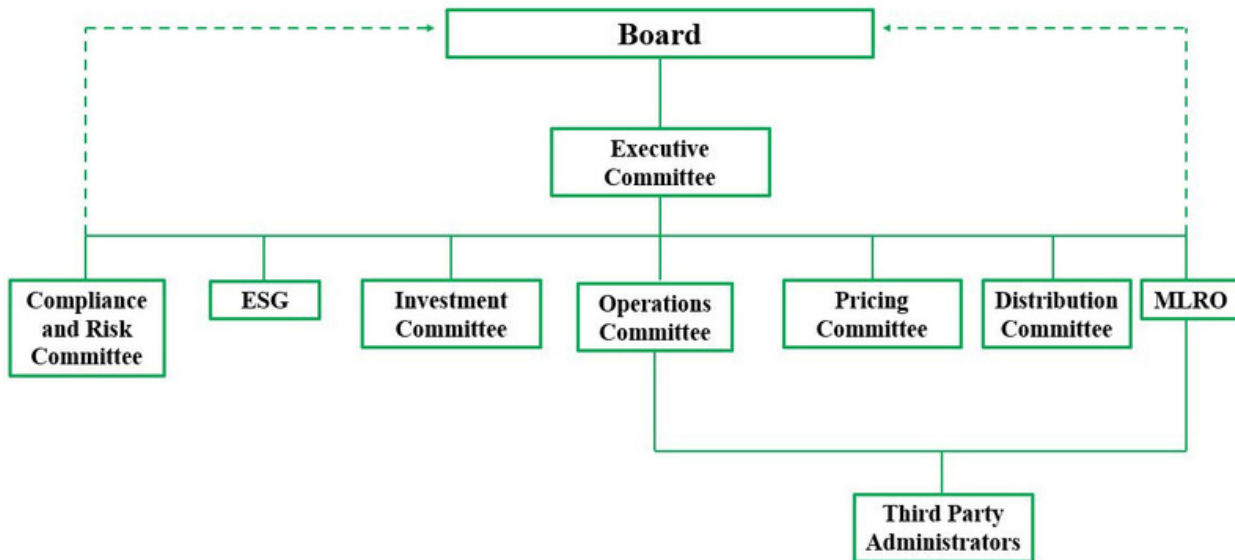 Board
Executive
Committee
Compliance
and Risk
Committee
ESG
Investment
Committee
Operations
Committee
Pricing
Committee
Distribution
Committee
MLRO
Third Party
Administrators